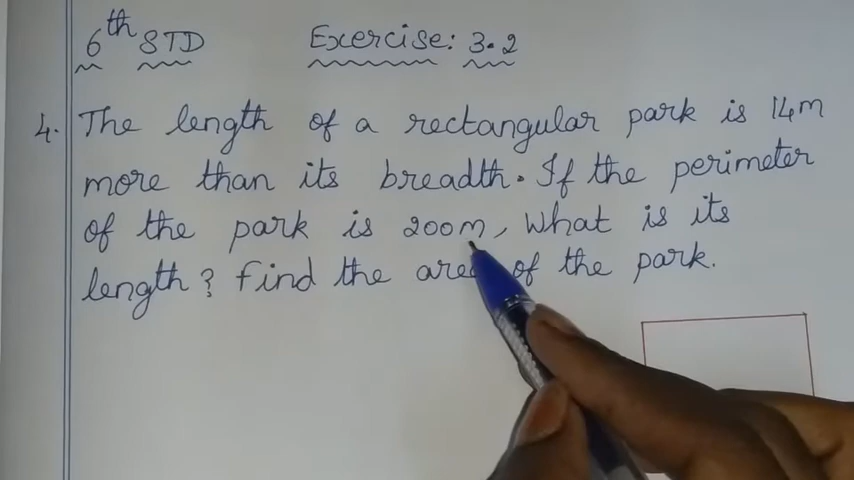 6th STD Exercise: 3.2
4. The length of a rectangular park is 14m
more than its breadth. If the perimeter
of the park is 200m, What is its
length? Find the area of the park.